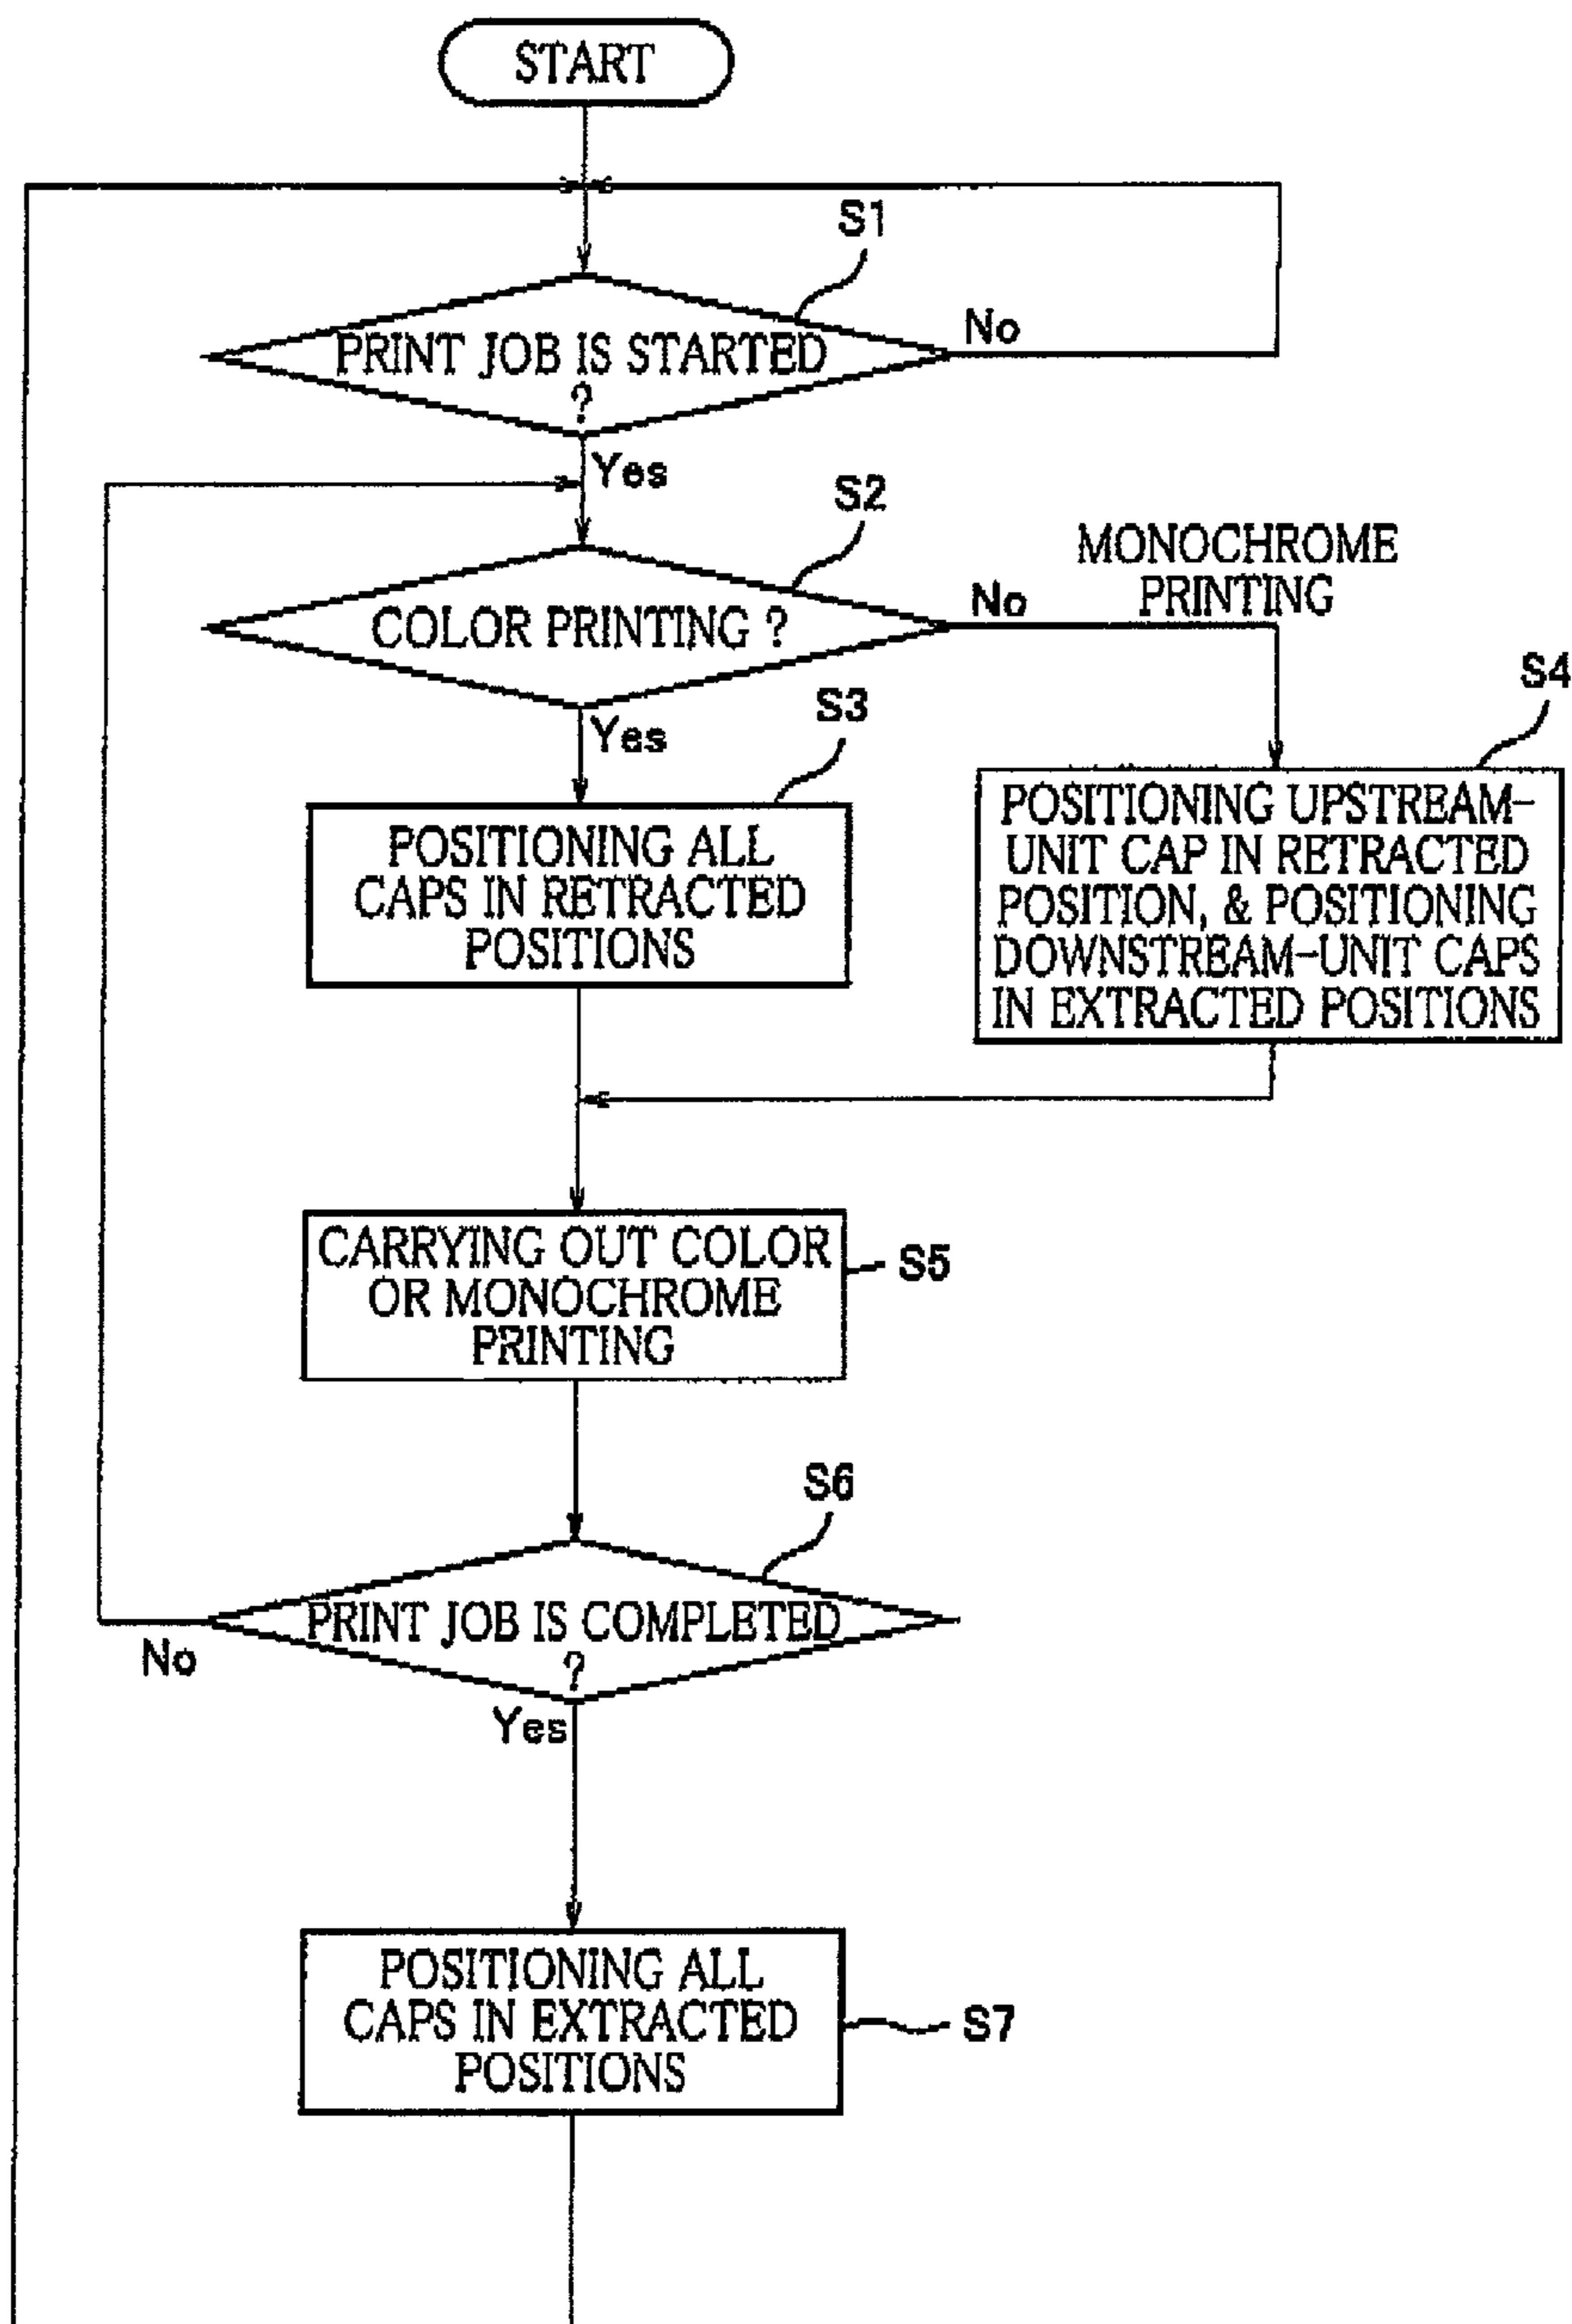 START
S1
PRINT JOB IS STARTED
?
No
Yes
S2
COLOR PRINTING ?
No
MONOCHROME
PRINTING
Yes
S3
POSITIONING ALL
CAPS IN RETRACTED
POSITIONS
S4
POSITIONING UPSTREAM-
UNIT CAP IN RETRACTED
POSITION, & POSITIONING
DOWNSTREAM-UNIT CAPS
IN EXTRACTED POSITIONS
CARRYING OUT COLOR
OR MONOCHROME
PRINTING
S5
S6
PRINT JOB IS COMPLETED
?
No
Yes
POSITIONING ALL
CAPS IN EXTRACTED
POSITIONS
S7